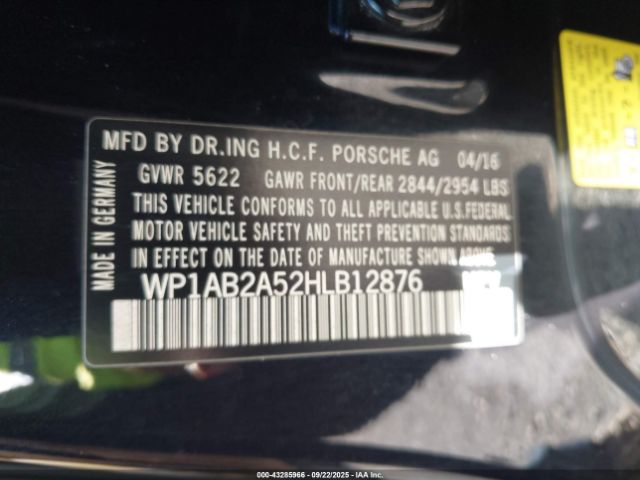 MFD BY DR.ING H.C.F. PORSCHE AG 04/16
GVWR 5622 GAWR FRONT/REAR 2844/2954 LBS
THIS VEHICLE CONFORMS TO ALL APPLICABLE U.S.FEDERAL
MOTOR VEHICLE SAFETY AND THEFT PREVENTION STANDARDS
IN EFFECT ON THE DATE OF MANUFACTURE SHOWN ABOVE.
WP1AB2A52HLB12876 MPV
MADE IN GERMANY
00-43285966 - 09/22/2025 - IAA Inc.